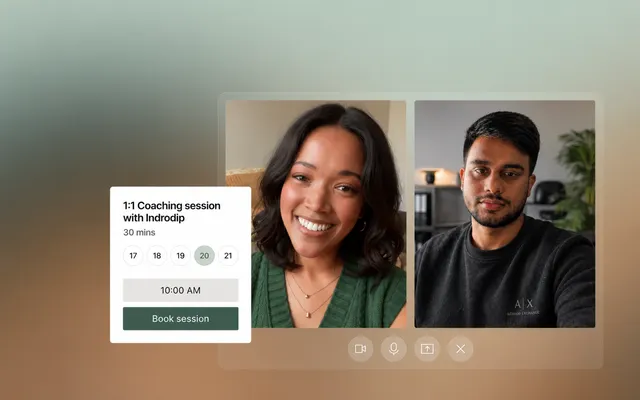 1:1 Coaching session
with Indrodip
30 mins
17 18 19 20 21
10:00 AM
Book session
A|X